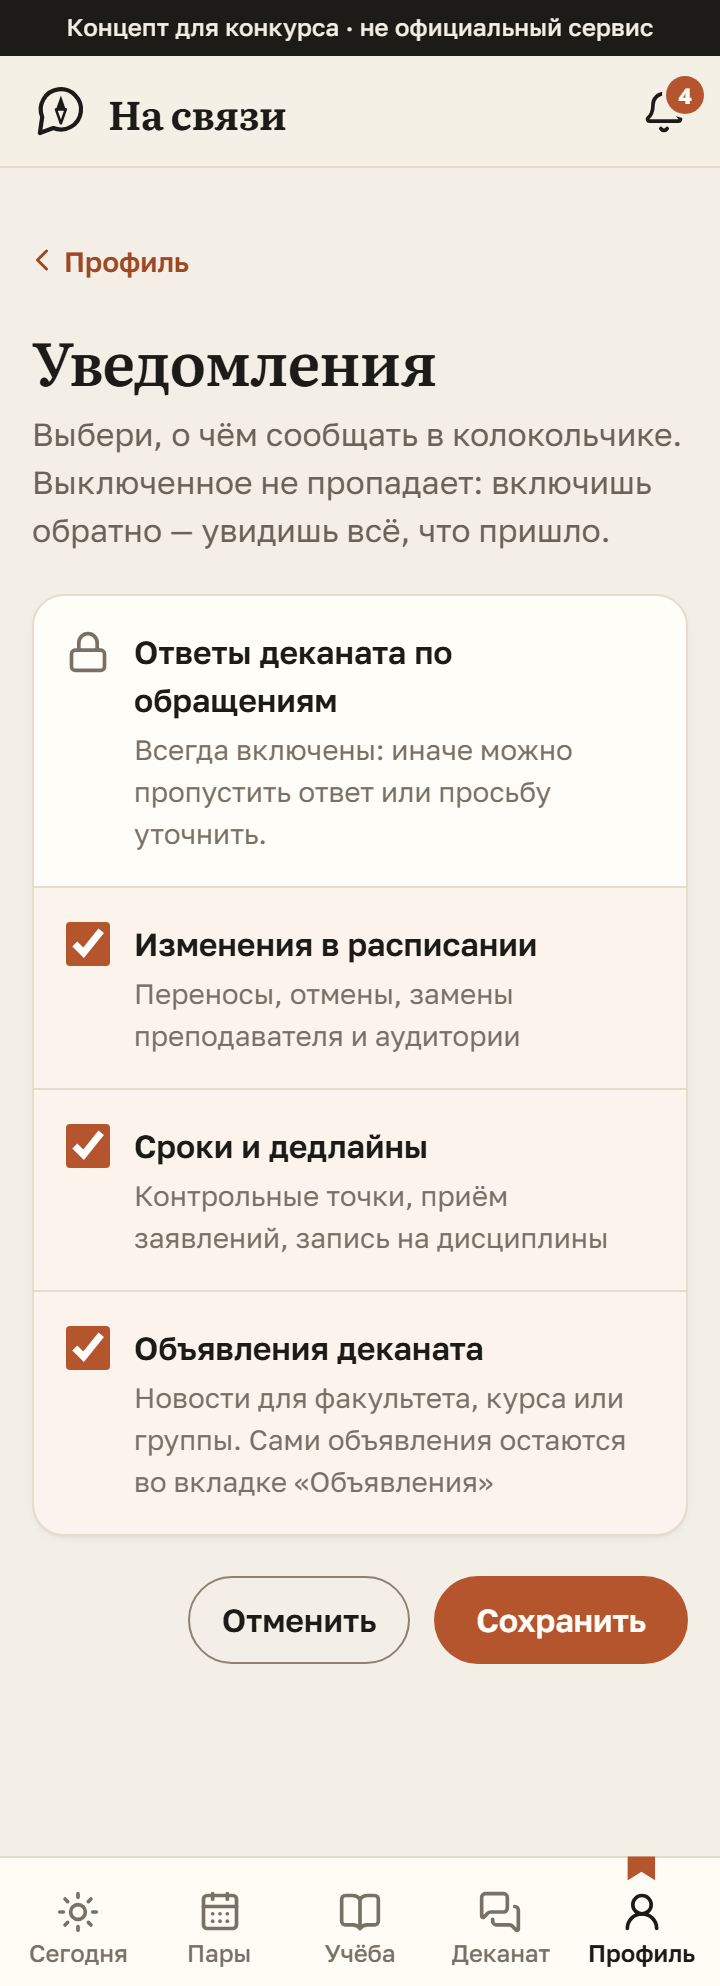 Концепт для конкурса · не официальный сервис
На связи
4
Профиль
Уведомления
Выбери, о чём сообщать в колокольчике.
Выключенное не пропадает: включишь
обратно — увидишь всё, что пришло.
Ответы деканата по
обращениям
Всегда включены: иначе можно
пропустить ответ или просьбу
уточнить.
Изменения в расписании
Переносы, отмены, замены
преподавателя и аудитории
Сроки и дедлайны
Контрольные точки, приём
заявлений, запись на дисциплины
Объявления деканата
Новости для факультета, курса или
группы. Сами объявления остаются
во вкладке «Объявления»
Отменить
Сохранить
Сегодня
Пары
Учёба
Деканат
Профиль